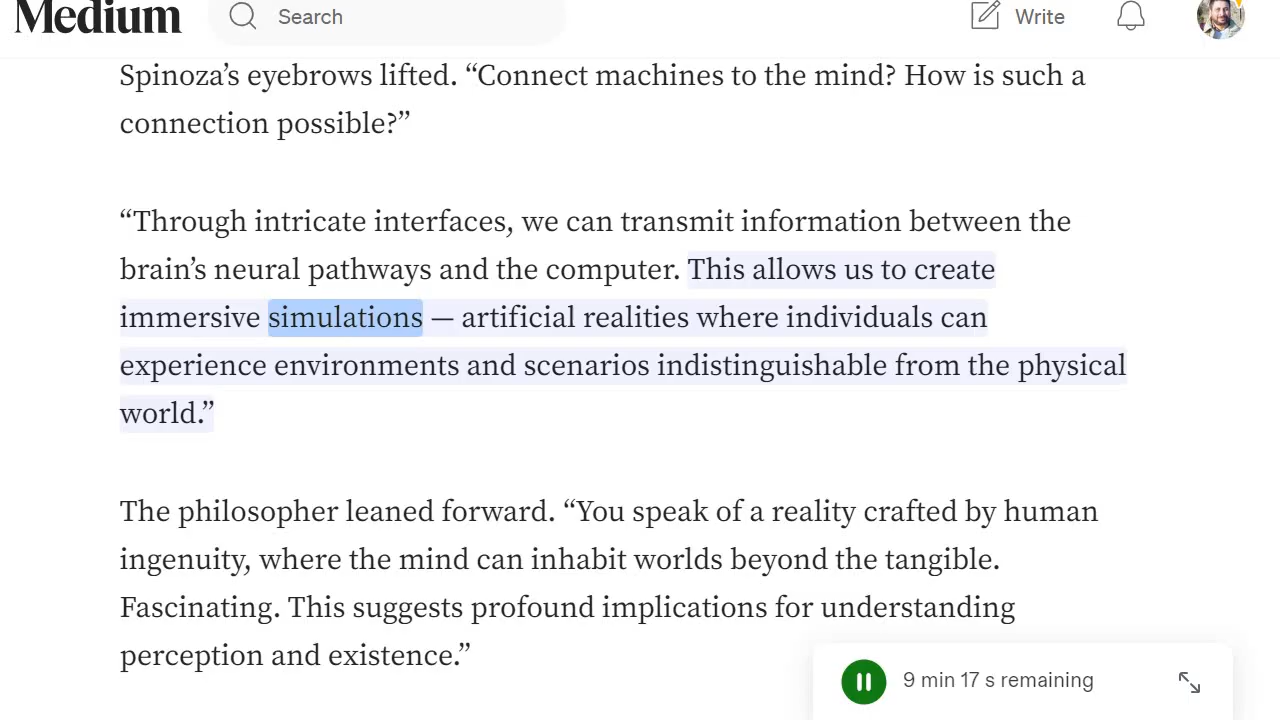 Medium
Search
Write
Spinoza’s eyebrows lifted. “Connect machines to the mind? How is such a
connection possible?”
“Through intricate interfaces, we can transmit information between the
brain’s neural pathways and the computer. This allows us to create
immersive simulations — artificial realities where individuals can
experience environments and scenarios indistinguishable from the physical
world.”
The philosopher leaned forward. “You speak of a reality crafted by human
ingenuity, where the mind can inhabit worlds beyond the tangible.
Fascinating. This suggests profound implications for understanding
perception and existence.”
9 min 17 s remaining